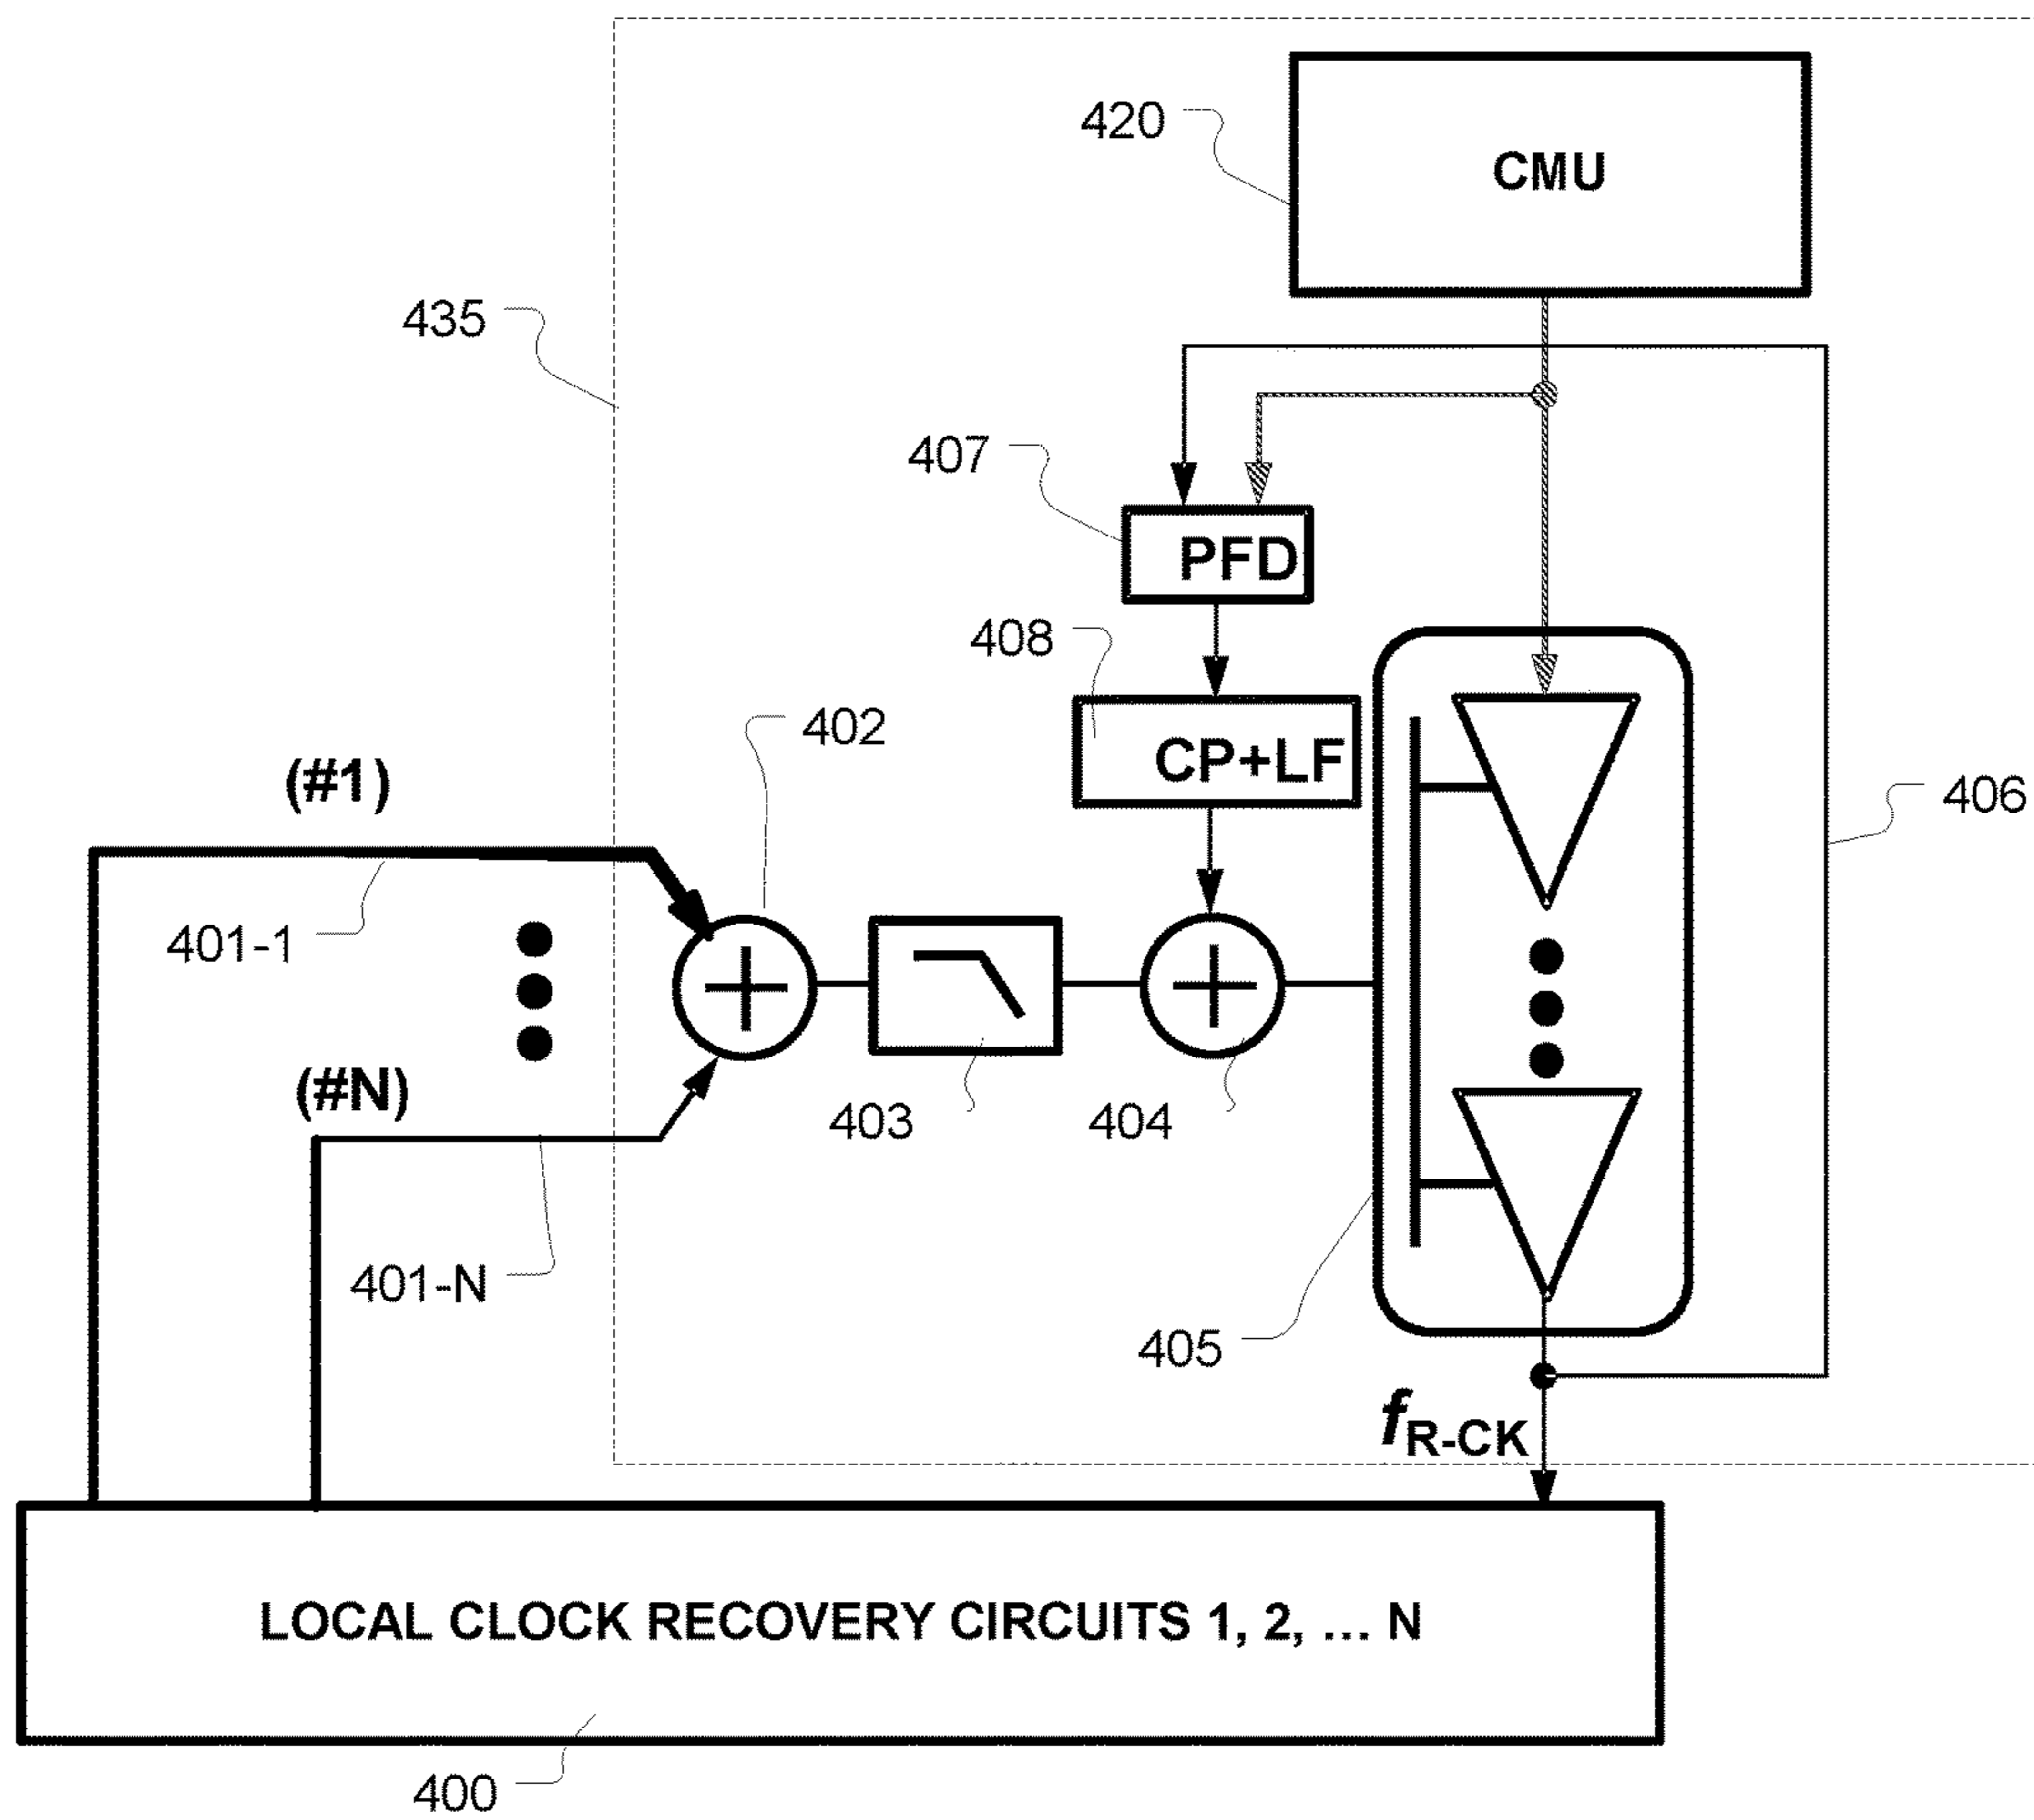 420
CMU
435
407
PFD
408
402
CP+LF
(#1)
406
401-1
(#N)
403
404
401-N
405
fR-CK
LOCAL CLOCK RECOVERY CIRCUITS 1, 2, ... N
400